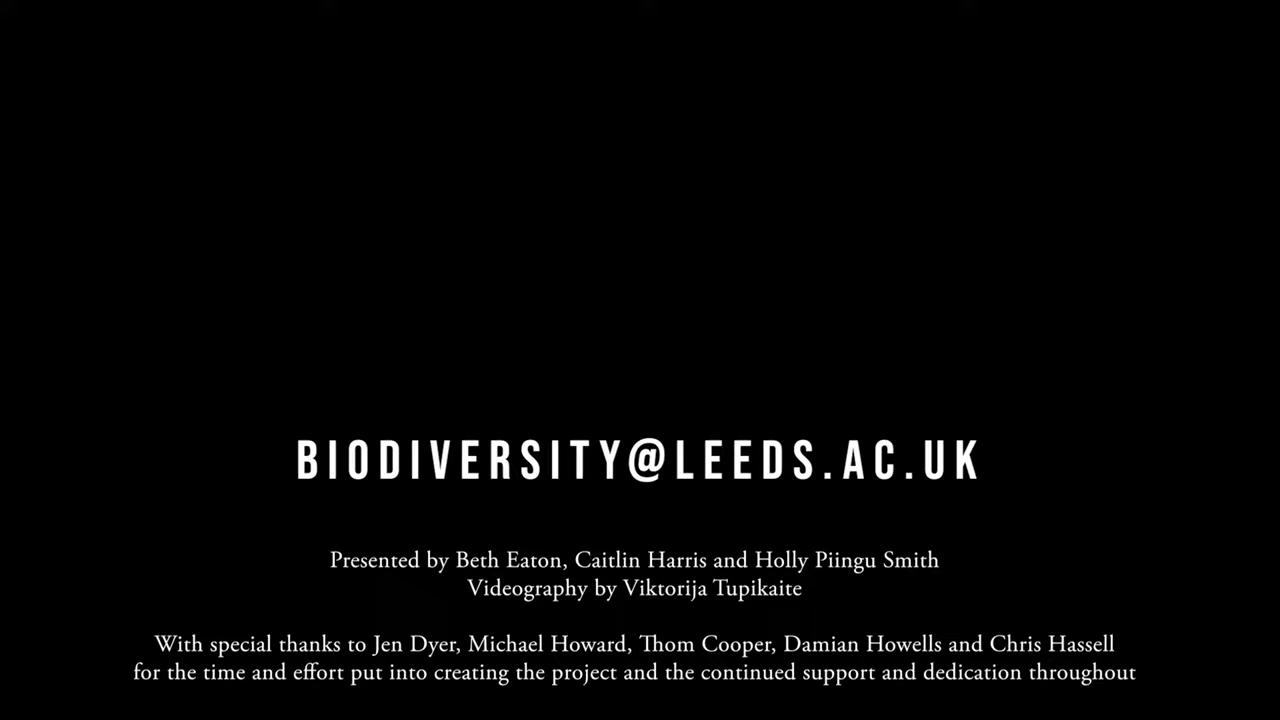 BIODIVERSITY@LEEDS.AC.UK
Presented by Beth Eaton, Caitlin Harris and Holly Piingu Smith
Videography by Viktorija Tupikaite
With special thanks to Jen Dyer, Michael Howard, Thom Cooper, Damian Howells and Chris Hassell
for the time and effort put into creating the project and the continued support and dedication throughout